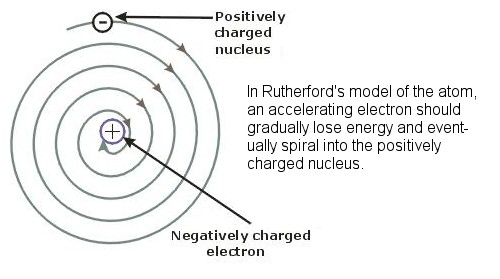 Positively
charged
nucleus
In Rutherford's model of the atom,
an accelerating electron should
gradually lose energy and event-
ually spiral into the positively
charged nucleus.
Negatively charged
electron